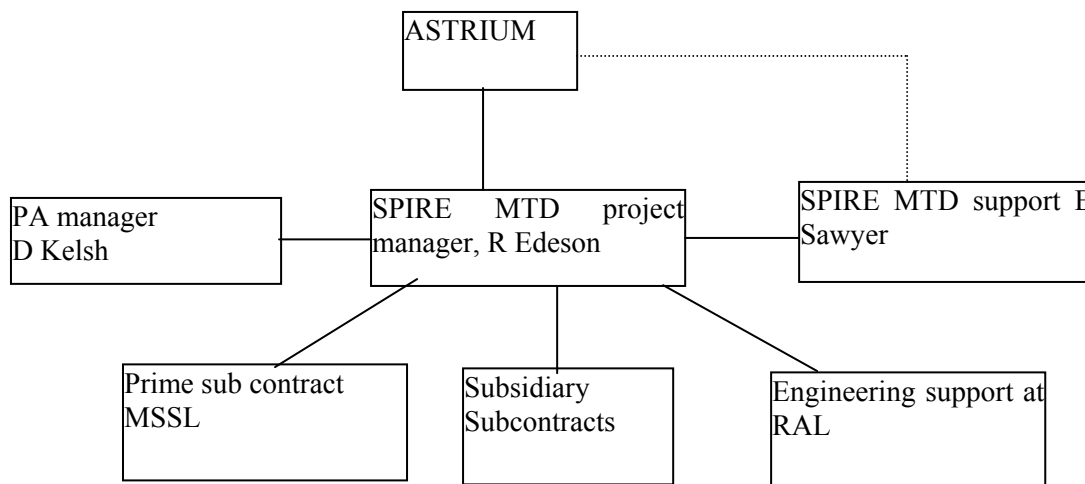 ASTRIUM
PA manager
D Kelsh
SPIRE MTD project
manager, R Edeson
SPIRE MTD support E
Sawyer
Prime sub contract
MSSL
Subsidiary
Subcontracts
Engineering support at
RAL